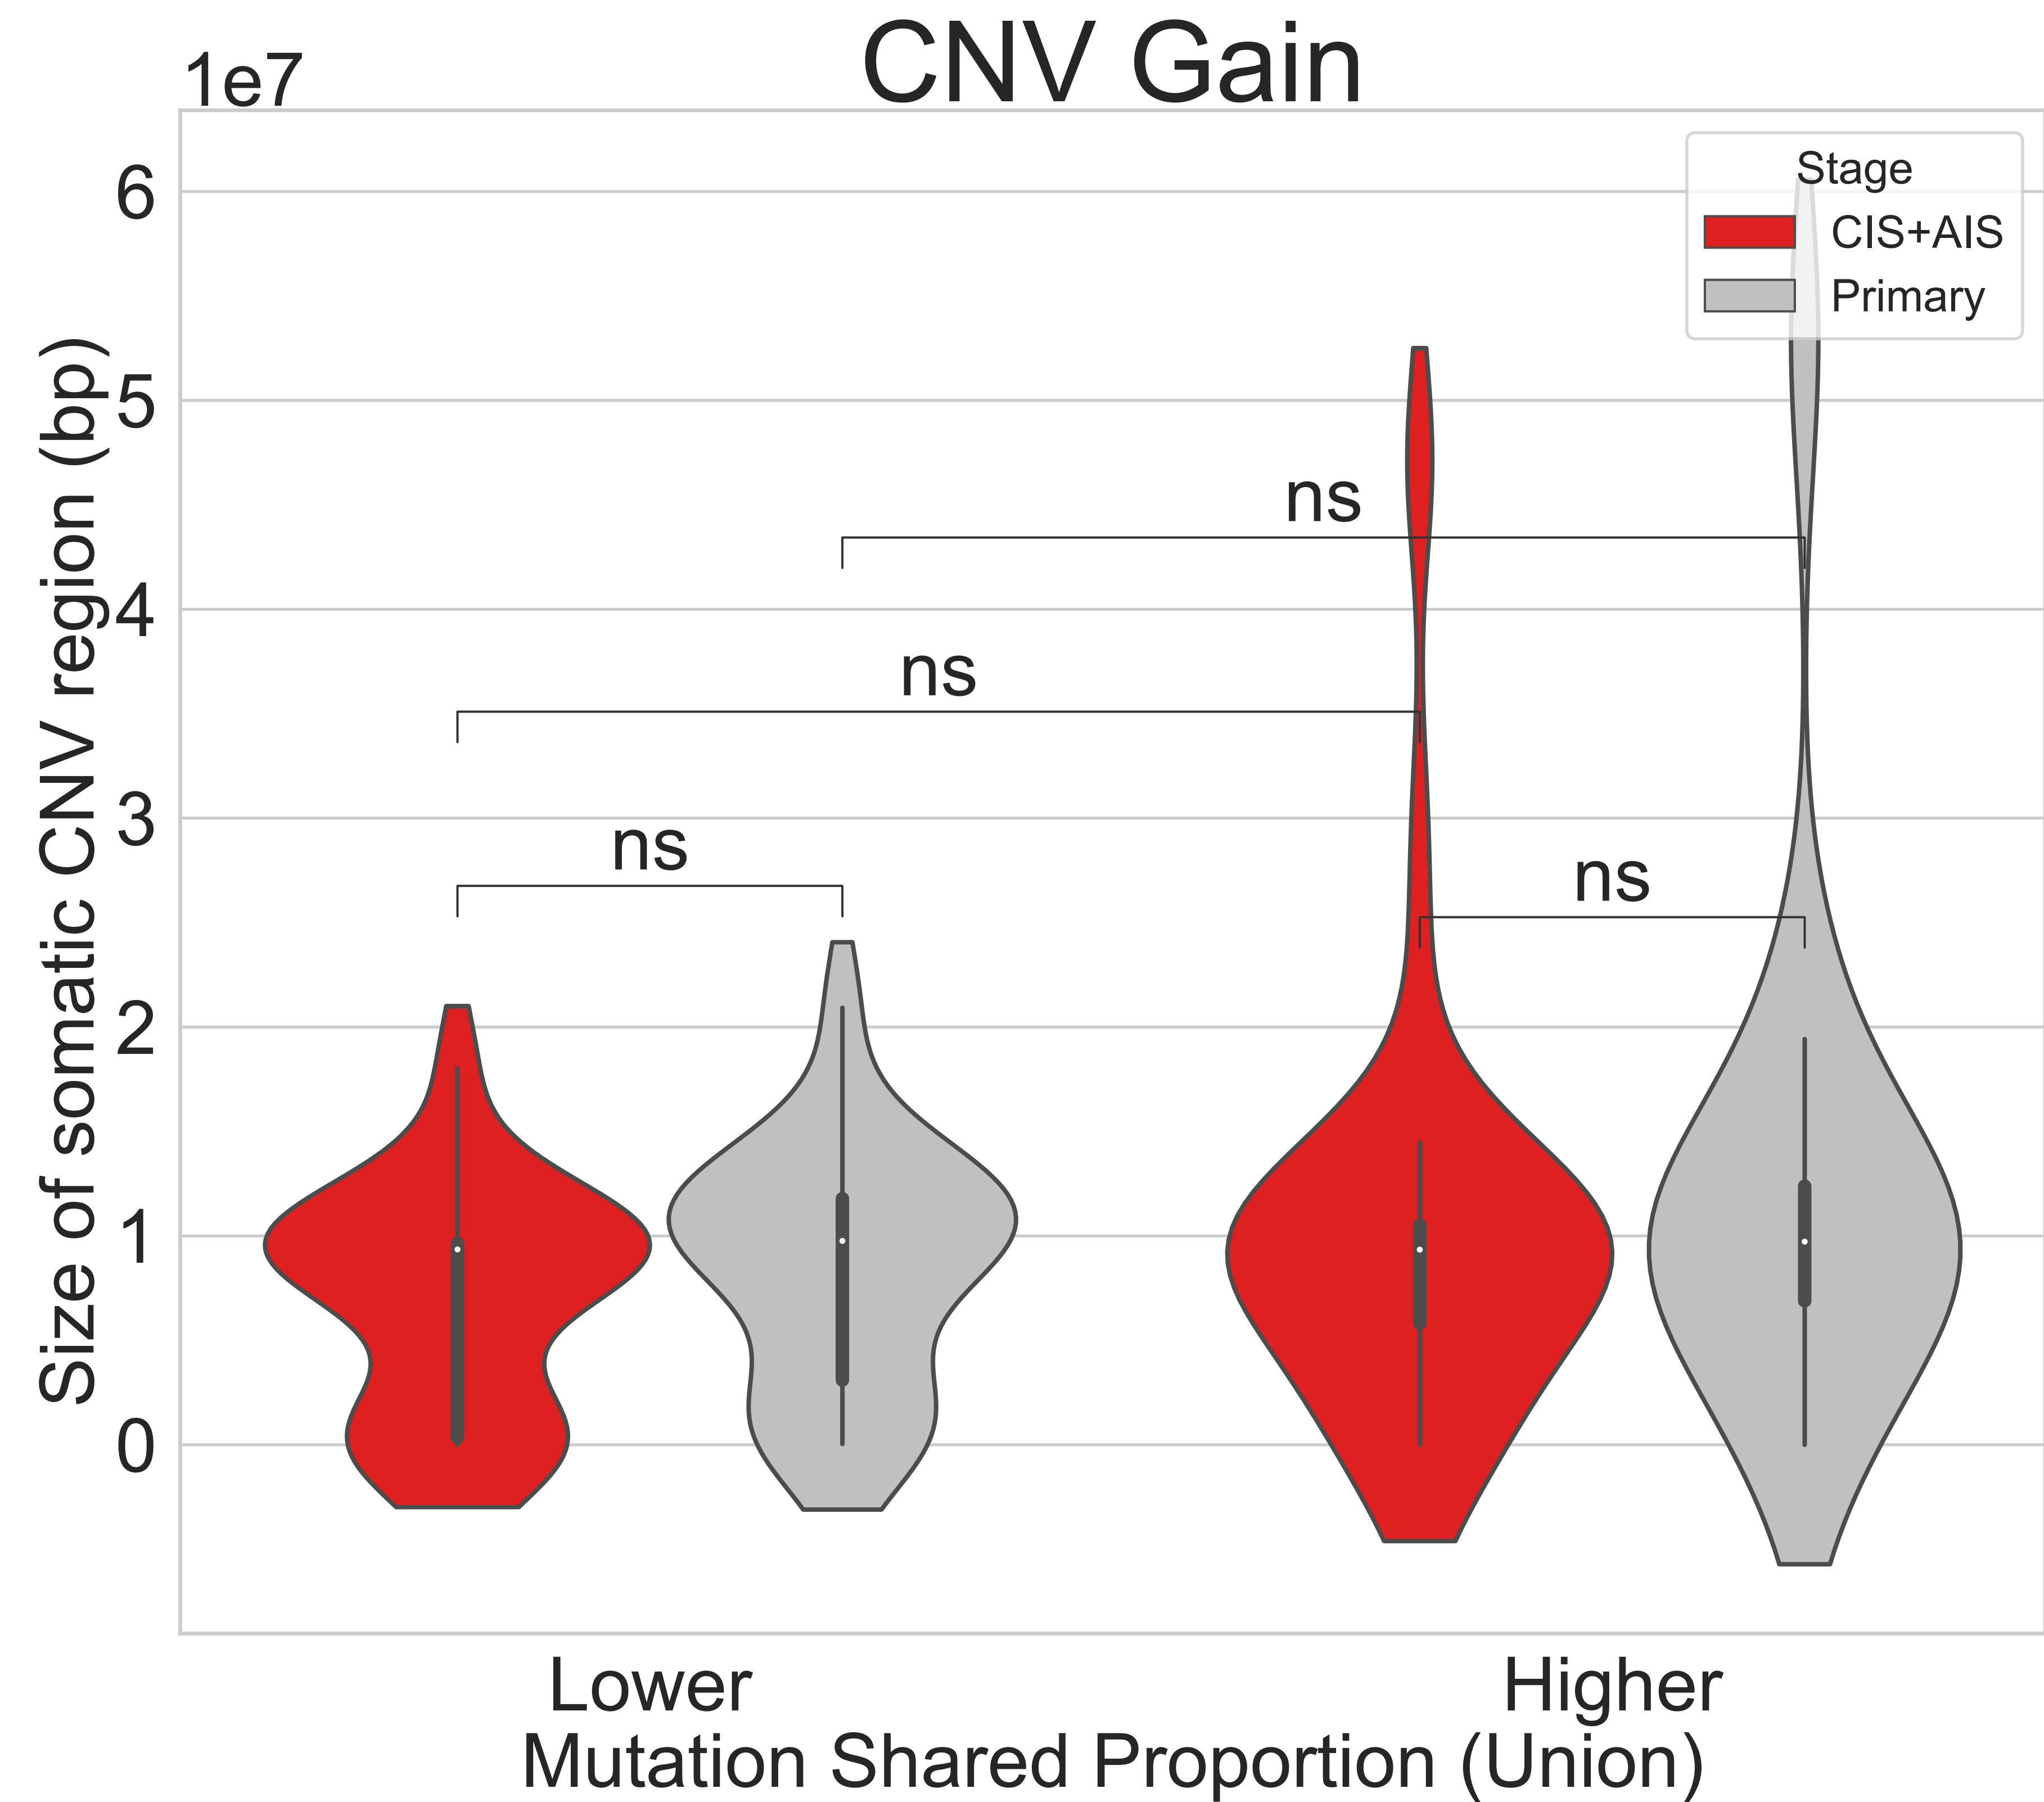 CNV Gain
1e7
Stage
CIS+AIS
Primary
6
5
4
3
2
1
0
Size of somatic CNV region (bp)
ns
ns
ns
ns
Lower
Higher
Mutation Shared Proportion (Union)